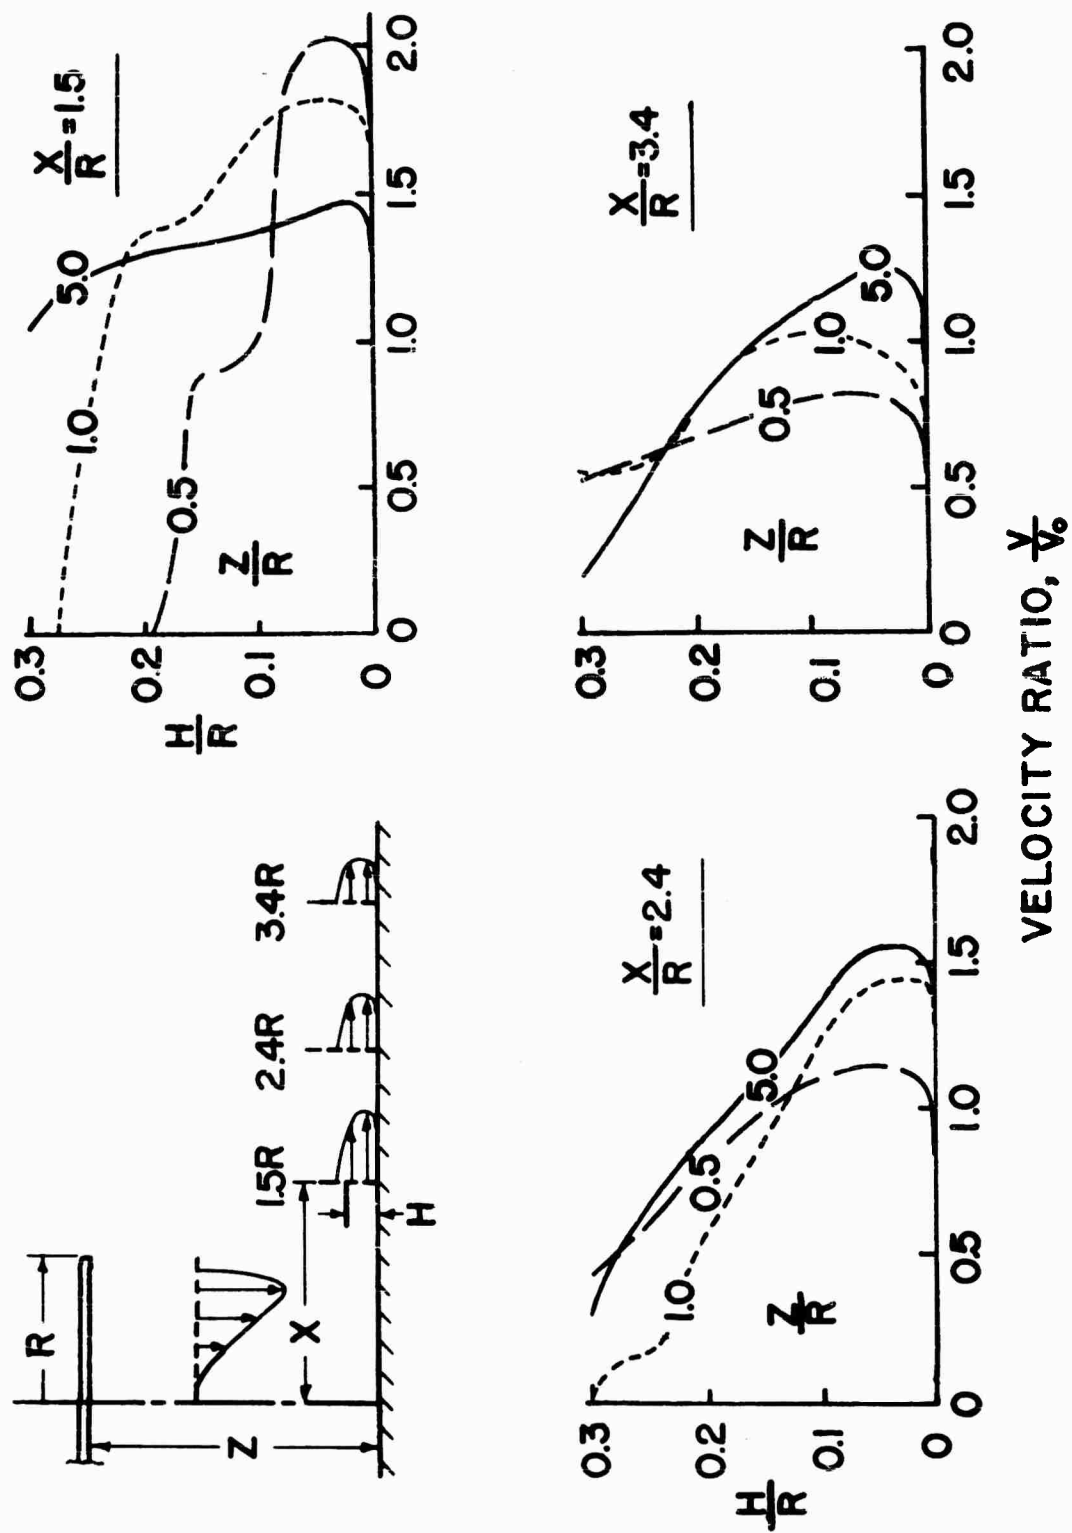 R
Z
X
H
1.5R 2.4R 3.4R
X/R = 1.5
H/R
0.3
0.2
0.1
0
0 0.5 1.0 1.5 2.0
1.0
5.0
0.5
Z/R
X/R = 2.4
H/R
0.3
0.2
0.1
0
0 0.5 1.0 1.5 2.0
5.0
0.5
1.0
Z/R
X/R = 3.4
0.3
0.2
0.1
0
0 0.5 1.0 1.5 2.0
0.5
1.0
5.0
Z/R
VELOCITY RATIO, V/V₀